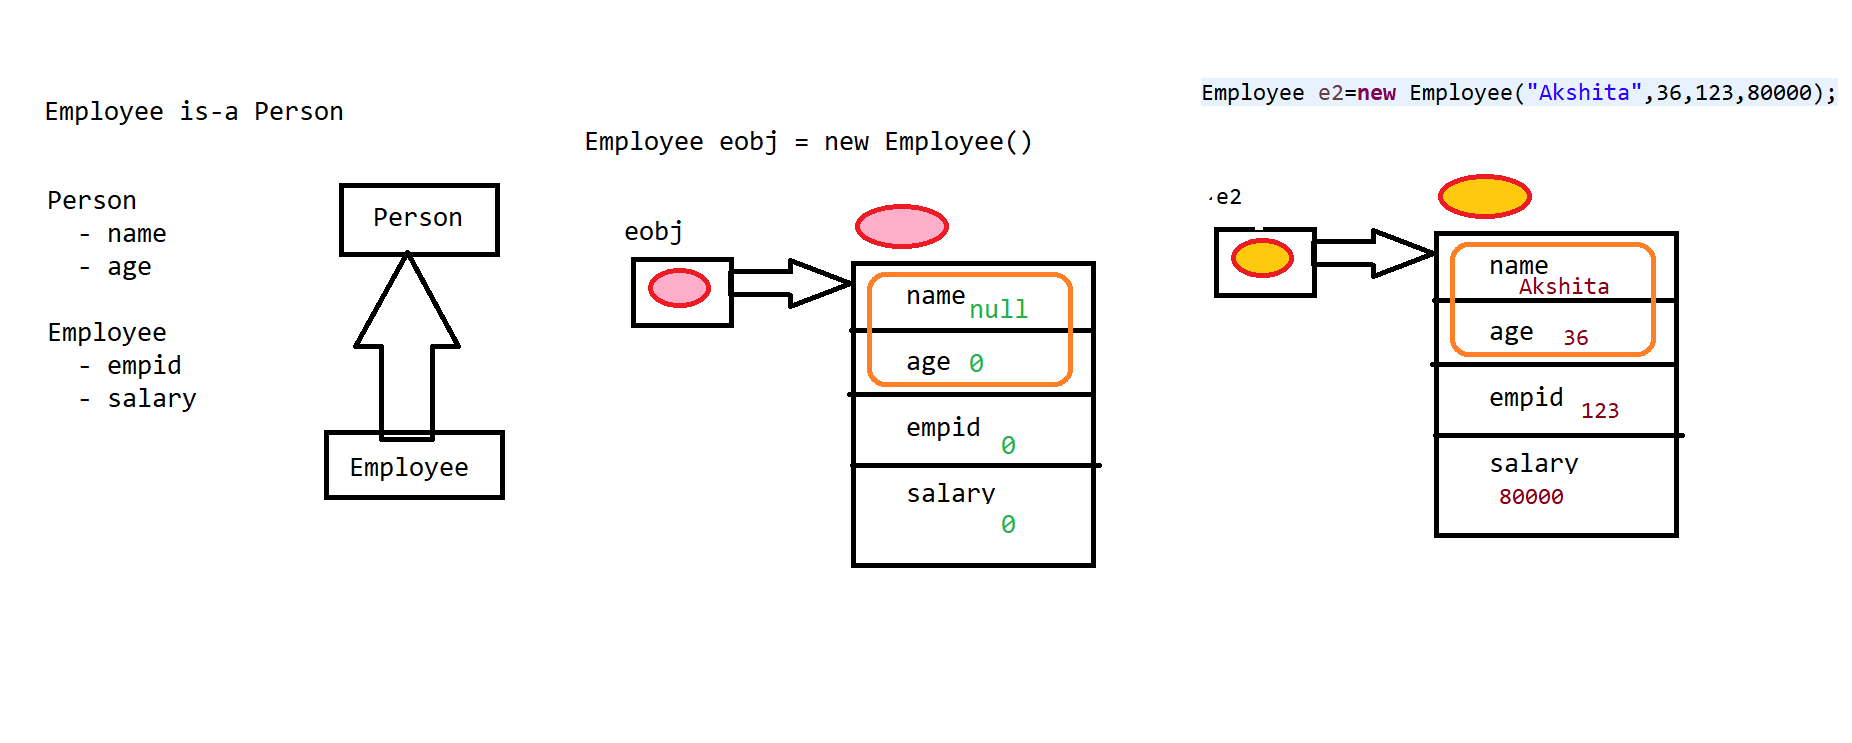 Employee is-a Person
Person
- name
- age
Employee
- empid
- salary
Person
Employee
Employee eobj = new Employee()
eobj
name null
age 0
empid 0
salary 0
Employee e2=new Employee("Akshita",36,123,80000);
e2
name
Akshita
age 36
empid 123
salary
80000